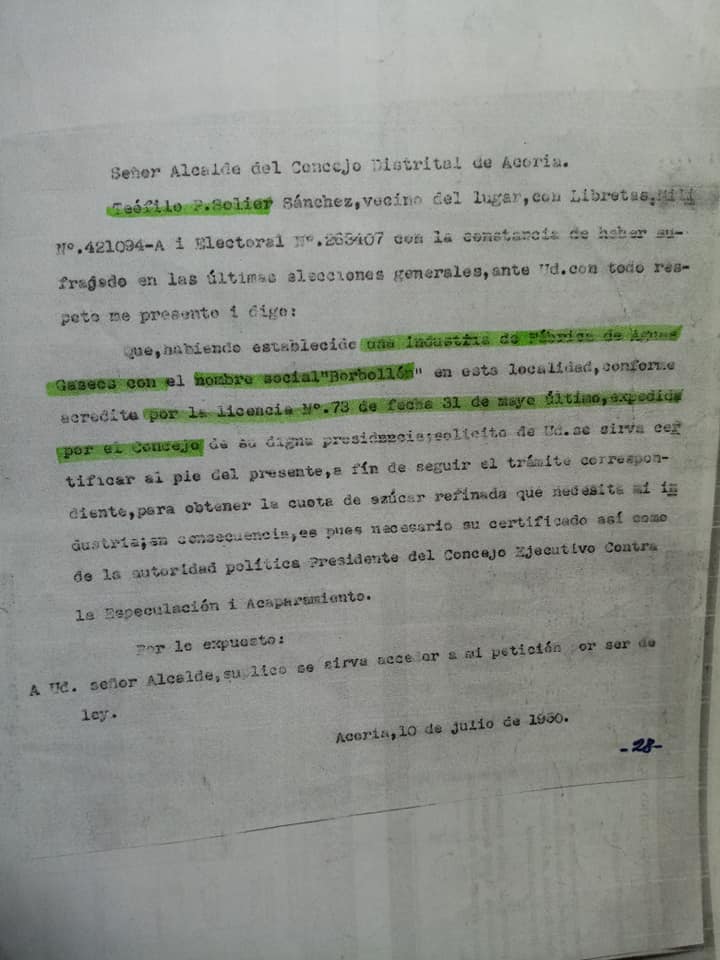 Señor Alcalde del Concejo Distrital de Acoria.
Teófilo P.Solier Sánchez,vecino del lugar,con Libretas,Mili
Nº.421094-A i Electoral Nº.263407 con la constancia de haber su-
fragado en las últimas elecciones generales,ante Ud.con todo res-
peto me presento i digo:
Que,habiendo establecido una industria de Fábrica de Aguas
Gaseos con el nombre social"Borbollón" en esta localidad,conforme
acredita por la licencia Nº.73 de fecha 31 de mayo último,expedida
por el Concejo de su digna presidencia;solicito de Ud.se sirva cer
tificar al pie del presente,a fín de seguir el trámite correspon-
diente,para obtener la cuota de azúcar refinada que necesita mi in
dustria;en consecuencia,es pues necesario su certificado así como
de la autoridad política Presidente del Concejo Ejecutivo Contra
la Especulación i Acaparamiento.
Por lo expuesto:
A Ud. señor Alcalde,suplico se sirva acceder a mi petición por ser de
ley.
Acoria,10 de julio de 1950.
-28-